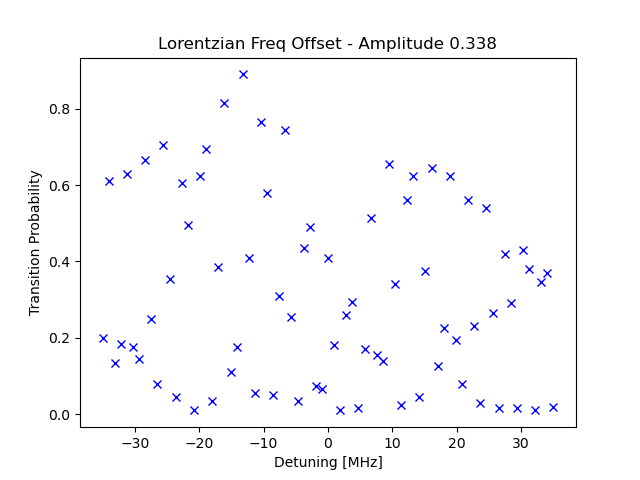 Lorentzian Freq Offset - Amplitude 0.338
Transition Probability
0.8
0.6
0.4
0.2
0.0
−30 −20 −10 0 10 20 30
Detuning [MHz]